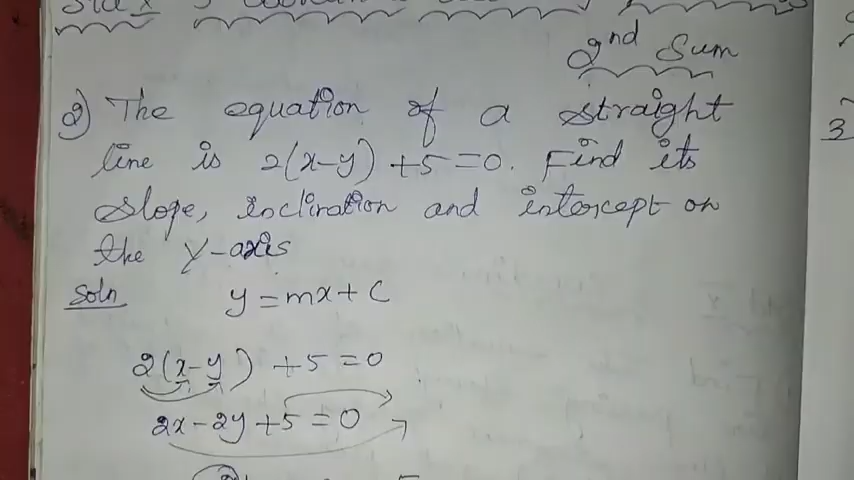 2nd Sum
2) The equation of a straight
line is 2(x-y) +5 =0. Find its
slope, inclination and intercept on
the Y-axis
Soln y = mx + C
2(x-y) +5 =0
2x-2y+5 =0
3